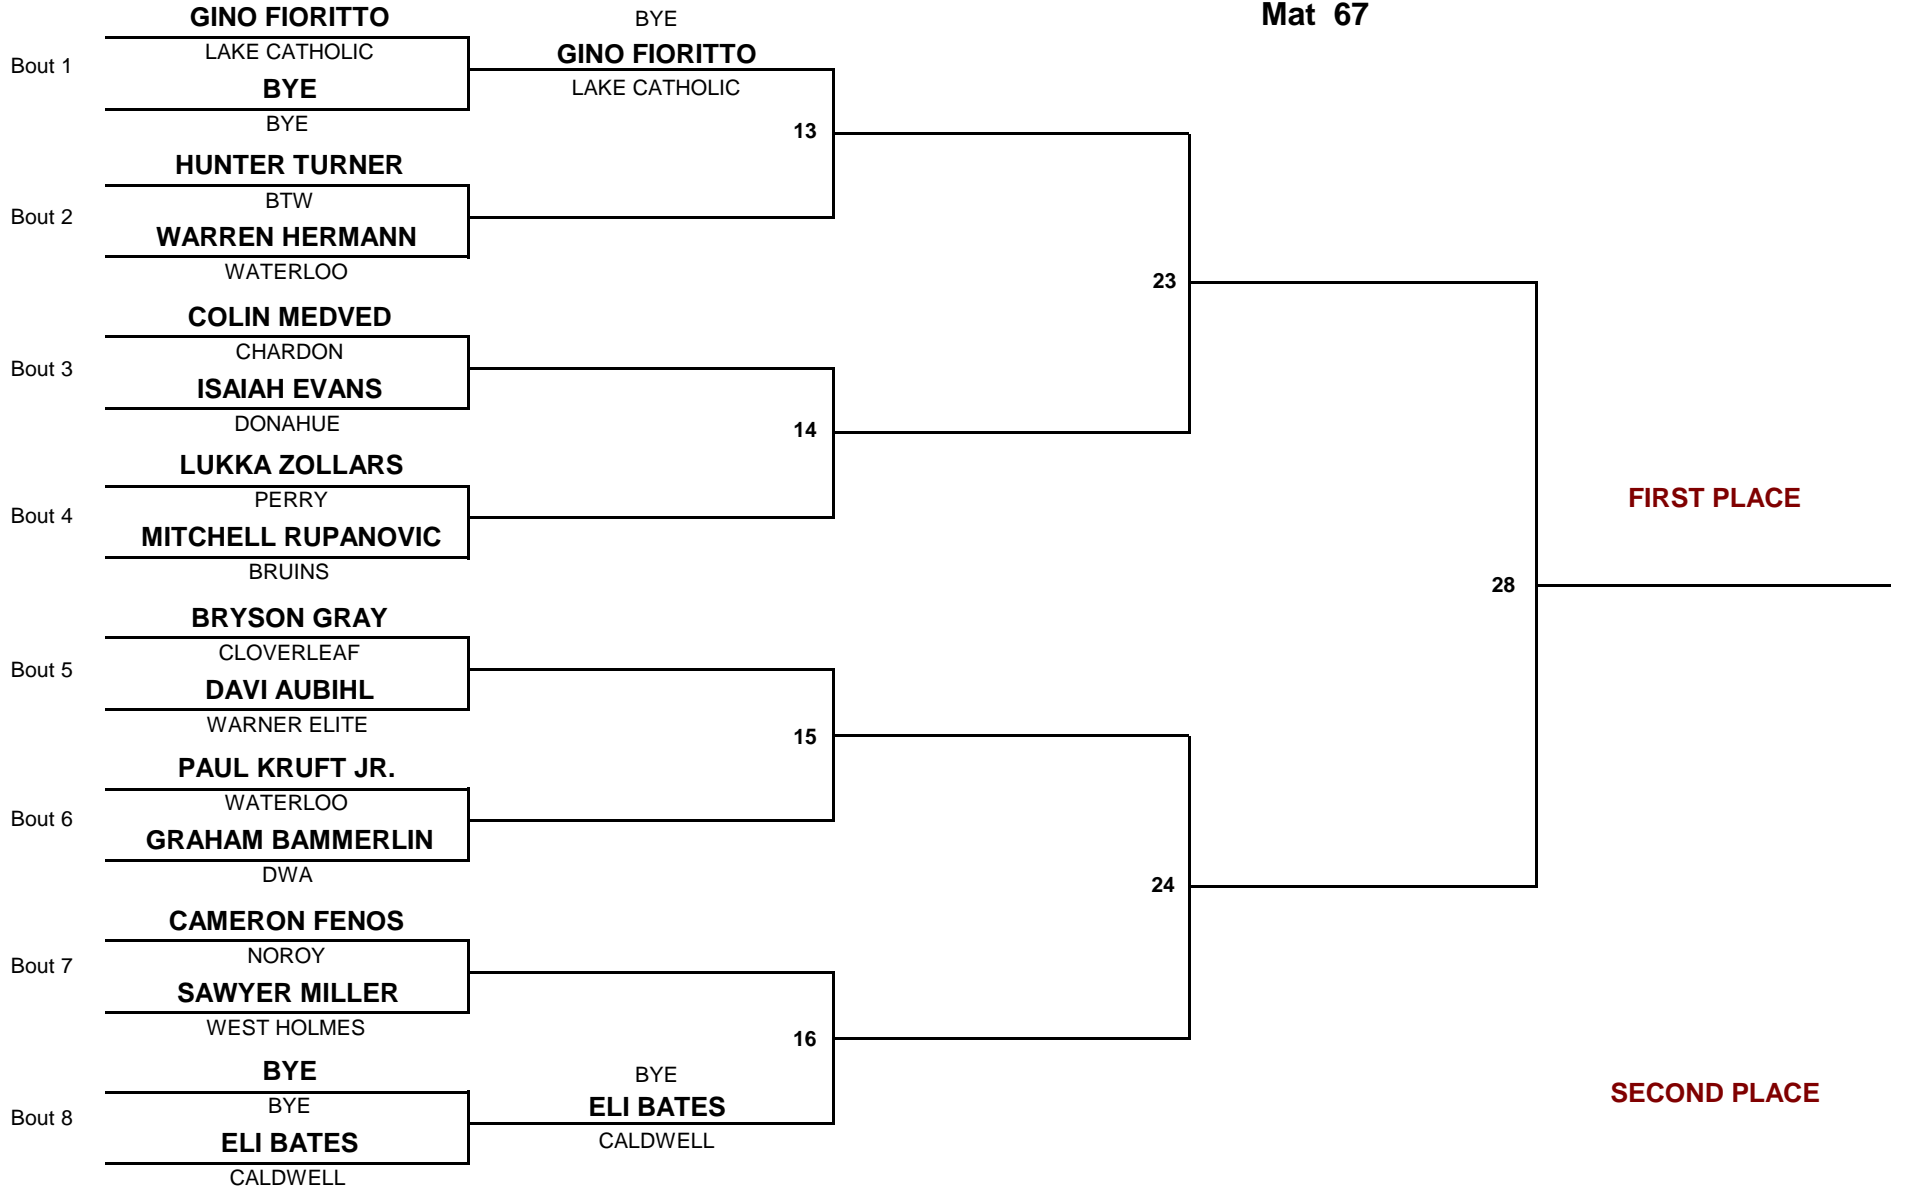 Mat 67
GINO FIORITTO
BYE
Bout 1
LAKE CATHOLIC
GINO FIORITTO
BYE
LAKE CATHOLIC
BYE
13
HUNTER TURNER
Bout 2
BTW
WARREN HERMANN
WATERLOO
23
COLIN MEDVED
Bout 3
CHARDON
ISAIAH EVANS
DONAHUE
14
LUKKA ZOLLARS
Bout 4
PERRY
MITCHELL RUPANOVIC
BRUINS
FIRST PLACE
28
BRYSON GRAY
Bout 5
CLOVERLEAF
DAVI AUBIHL
WARNER ELITE
15
PAUL KRUFT JR.
Bout 6
WATERLOO
GRAHAM BAMMERLIN
DWA
24
CAMERON FENOS
Bout 7
NOROY
SAWYER MILLER
WEST HOLMES
16
BYE
BYE
Bout 8
BYE
ELI BATES
ELI BATES
CALDWELL
CALDWELL
SECOND PLACE